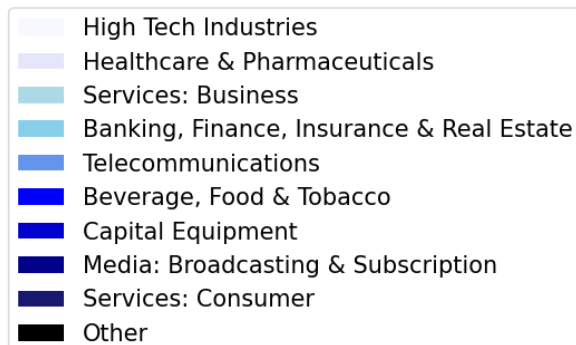 High Tech Industries
Healthcare & Pharmaceuticals
Services: Business
Banking, Finance, Insurance & Real Estate
Telecommunications
Beverage, Food & Tobacco
Capital Equipment
Media: Broadcasting & Subscription
Services: Consumer
Other